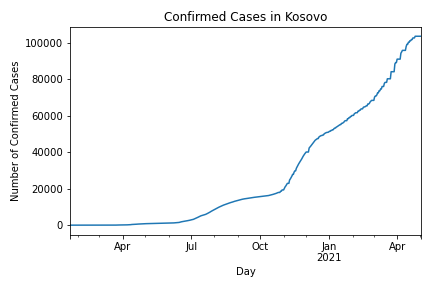 Confirmed Cases in Kosovo
Number of Confirmed Cases
100000
80000
60000
40000
20000
0
Apr Jul Oct Jan Apr
2021
Day